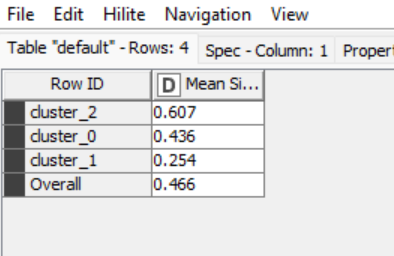 File Edit Hilite Navigation View
Table "default" - Rows: 4 Spec - Column: 1 Propert
Row ID D Mean Si...
cluster_2 0.607
cluster_0 0.436
cluster_1 0.254
Overall 0.466